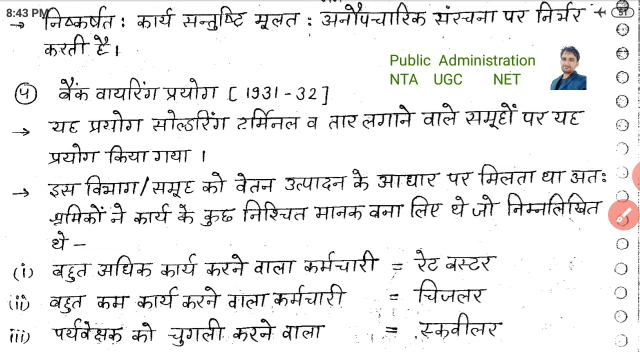 8:43 PM
51
→ निष्कर्षत: कार्य सन्तुष्टि मूलत: अनौपचारिक संरचना पर निर्भर
करती है।
Public Administration
NTA UGC NET
(५) बैंक वायरिंग प्रयोग [1931-32]
→ यह प्रयोग सोल्डरिंग टर्मिनल व तार लगाने वाले समूहों पर यह
प्रयोग किया गया ।
→ इस विभाग/समूह को वेतन उत्पादन के आधार पर मिलता था अतः
श्रमिकों ने कार्य के कुछ निश्चित मानक बना लिए थे जो निम्नलिखित
थे –
(i) बहुत अधिक कार्य करने वाला कर्मचारी = रेट बस्टर
(ii) बहुत कम कार्य करने वाला कर्मचारी = चिजलर
iii) पर्यवेक्षक को चुगली करने वाला = स्कवीलर